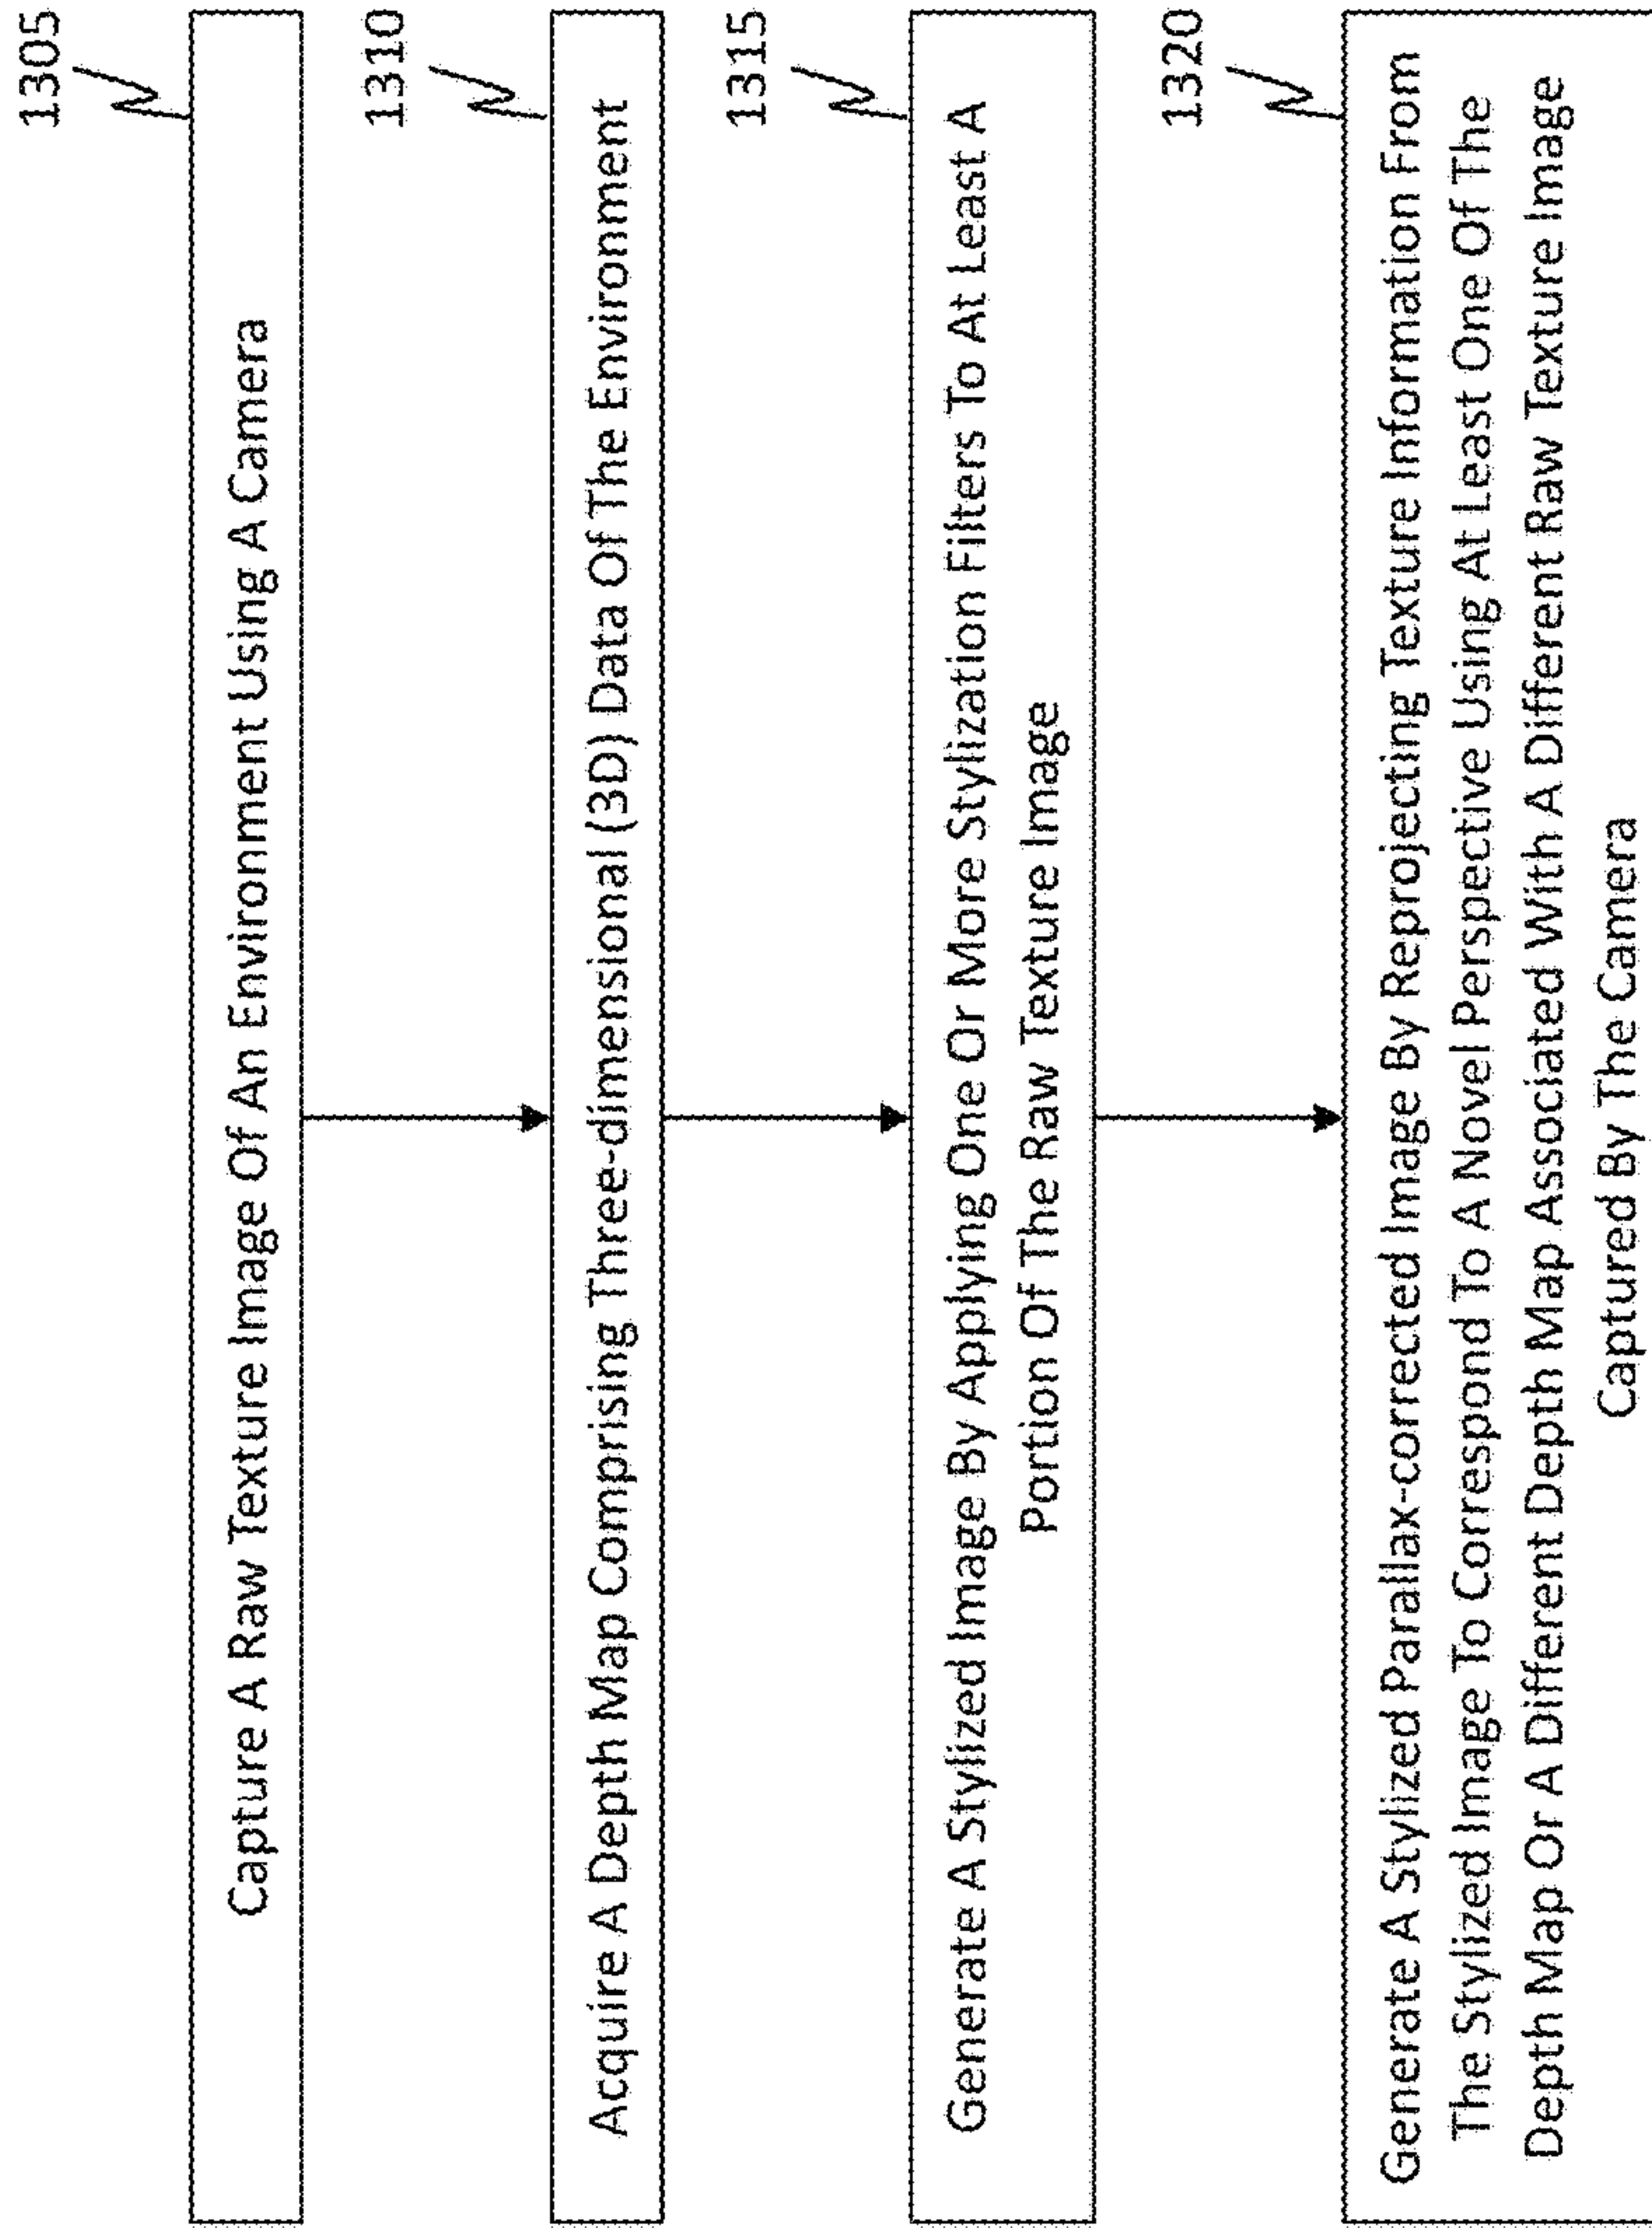 1305
Capture A Raw Texture Image Of An Environment Using A Camera
1310
Acquire A Depth Map Comprising Three-dimensional (3D) Data Of The Environment
1315
Generate A Stylized Image By Applying One Or More Stylization Filters To At Least A
Portion Of The Raw Texture Image
1320
Generate A Stylized Parallax-corrected Image By Reprojecting Texture Information From
The Stylized Image To Correspond To A Novel Perspective Using At Least One Of The
Depth Map Or A Different Depth Map Associated With A Different Raw Texture Image
Captured By The Camera